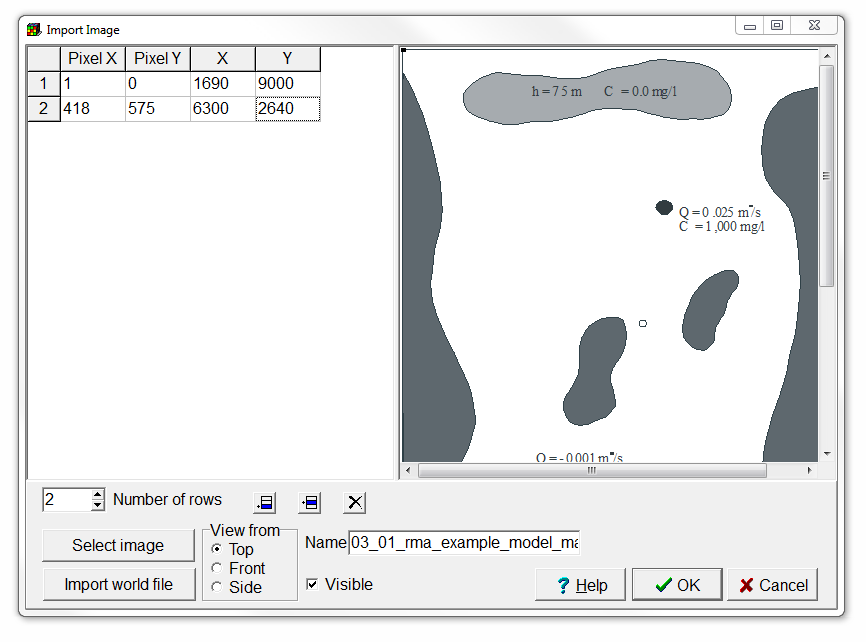 Import Image
Pixel X Pixel Y X Y
1 1 0 1690 9000
2 418 575 6300 2640
h = 75 m C = 0.0 mg/l
Q = 0 .025 m³/s
C = 1 ,000 mg/l
Q = - 0.001 m³/s
2 Number of rows
Select image
Import world file
View from
Top
Front
Side
Name 03_01_rma_example_model_ma
Visible
? Help
OK
Cancel